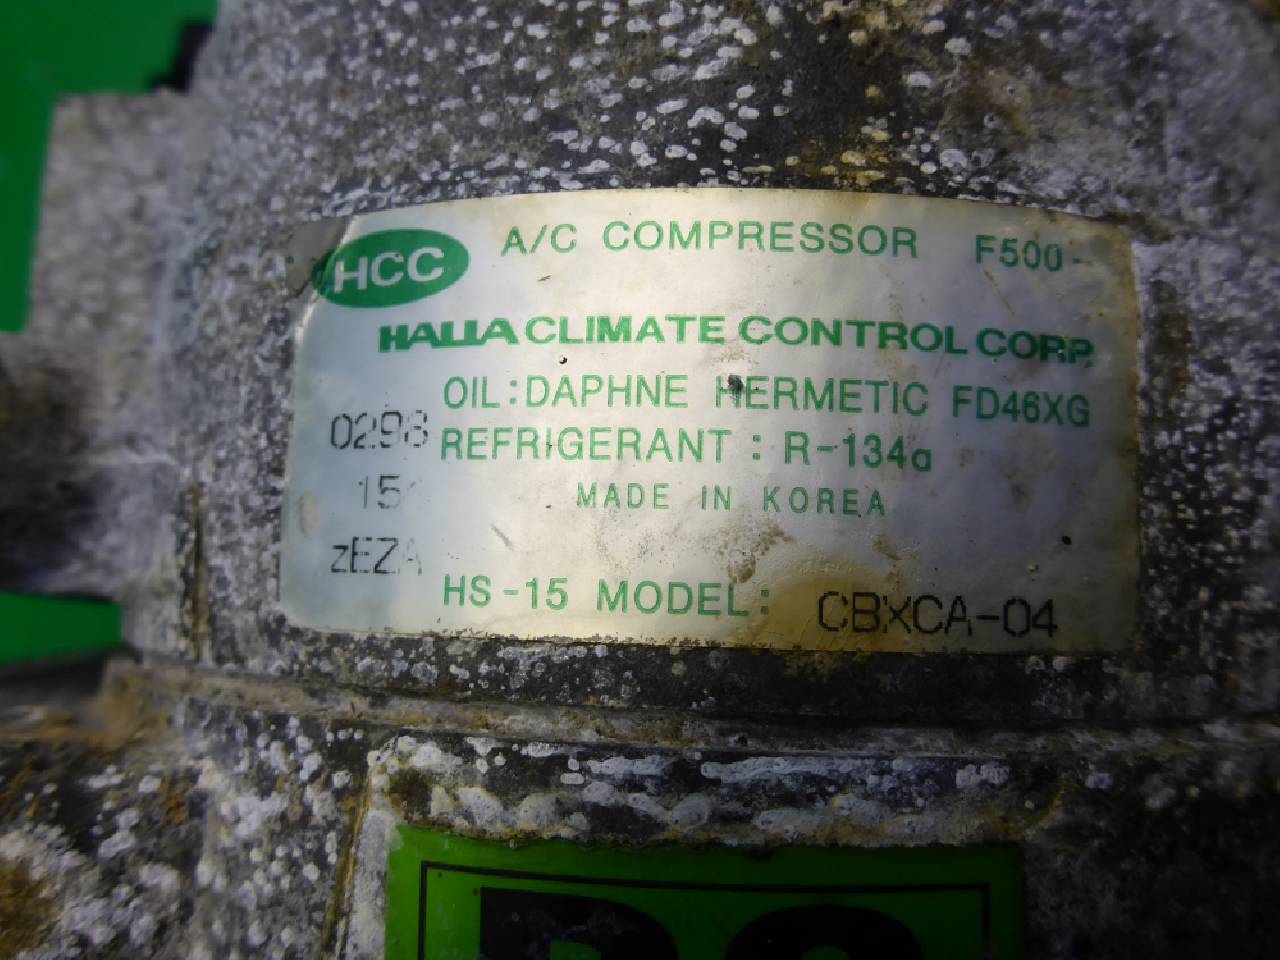 HCC
A/C COMPRESSOR F500-
HALLA CLIMATE CONTROL CORP.
OIL:DAPHNE HERMETIC FD46XG
0298
REFRIGERANT : R-134a
15
MADE IN KOREA
zEZA
HS-15 MODEL: CBXCA-04